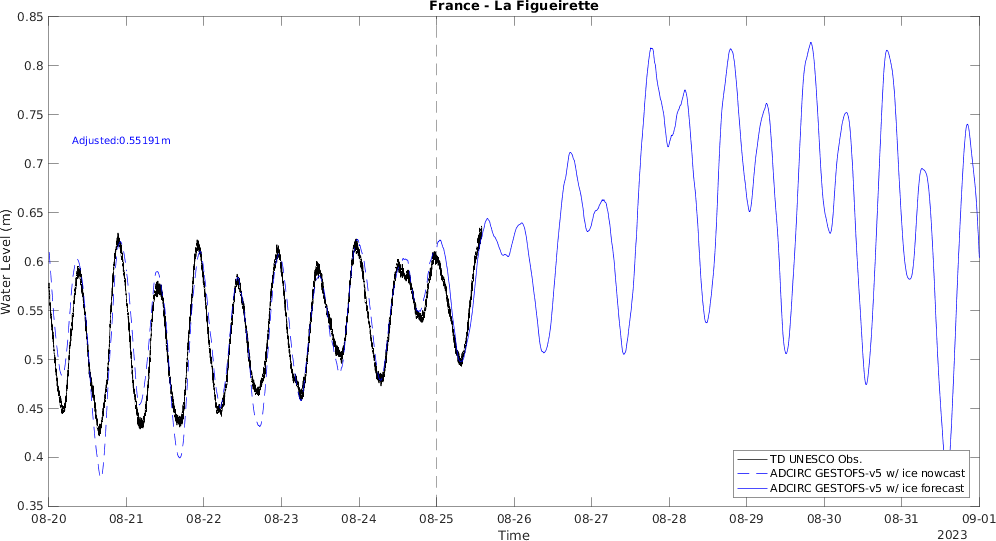 France - La Figueirette
0.85
0.8
0.75
0.7
0.65
0.6
0.55
0.5
0.45
0.4
0.35
Water Level (m)
Adjusted:0.55191m
TD UNESCO Obs.
ADCIRC GESTOFS-v5 w/ ice nowcast
ADCIRC GESTOFS-v5 w/ ice forecast
08-20 08-21 08-22 08-23 08-24 08-25 08-26 08-27 08-28 08-29 08-30 08-31 09-01
Time
2023